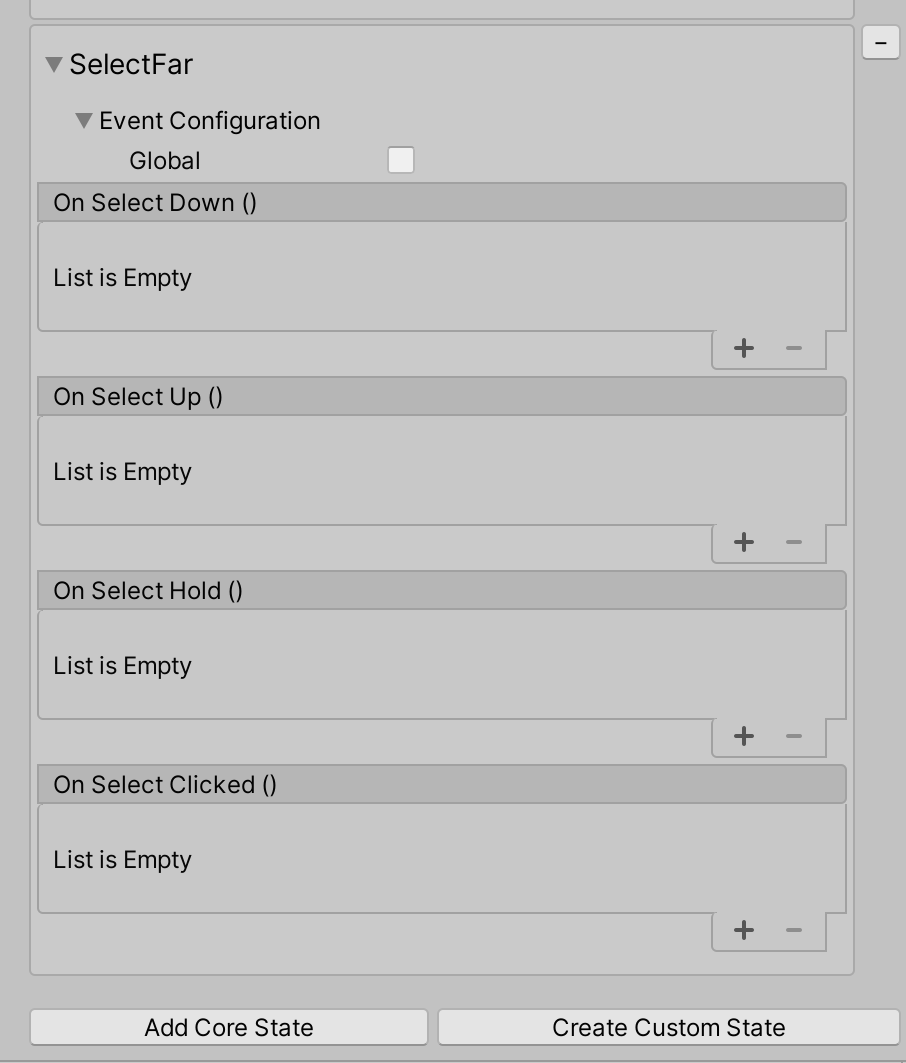 SelectFar
Event Configuration
Global
On Select Down ()
List is Empty
On Select Up ()
List is Empty
On Select Hold ()
List is Empty
On Select Clicked ()
List is Empty
Add Core State
Create Custom State